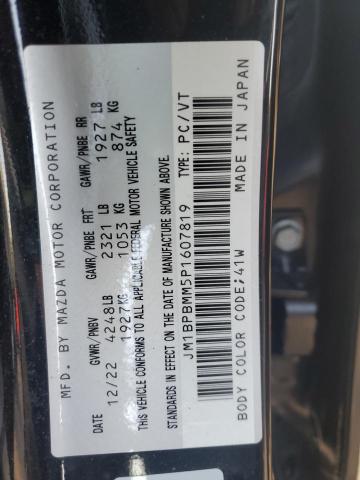 MFD. BY MAZDA MOTOR CORPORATION
DATE GVWR/PNBV GAWR/PNBE FRT GAWR/PNBE RR
12/22 4248LB 2321 LB 1927 LB
1927KG 1053 KG 874 KG
THIS VEHICLE CONFORMS TO ALL APPLICABLE FEDERAL MOTOR VEHICLE SAFETY
STANDARDS IN EFFECT ON THE DATE OF MANUFACTURE SHOWN ABOVE.
JM1BPBMM5P1607819 TYPE: PC/VT
BODY COLOR CODE;41W MADE IN JAPAN